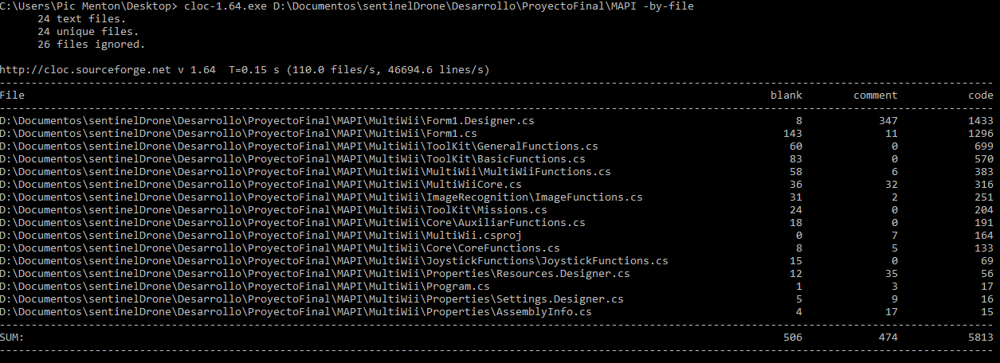 C:\Users\Pic Menton\Desktop> cloc-1.64.exe D:\Documentos\sentinelDrone\Desarrollo\ProyectoFinal\MAPI -by-file
      24 text files.
      24 unique files.
      26 files ignored.
http://cloc.sourceforge.net v 1.64  T=0.15 s (110.0 files/s, 46694.6 lines/s)
-------------------------------------------------------------------------------
File blank comment code
-------------------------------------------------------------------------------
D:\Documentos\sentinelDrone\Desarrollo\ProyectoFinal\MAPI\MultiWii\Form1.Designer.cs 8 347 1433
D:\Documentos\sentinelDrone\Desarrollo\ProyectoFinal\MAPI\MultiWii\Form1.cs 143 11 1296
D:\Documentos\sentinelDrone\Desarrollo\ProyectoFinal\MAPI\MultiWii\ToolKit\GeneralFunctions.cs 60 0 699
D:\Documentos\sentinelDrone\Desarrollo\ProyectoFinal\MAPI\MultiWii\ToolKit\BasicFunctions.cs 83 0 570
D:\Documentos\sentinelDrone\Desarrollo\ProyectoFinal\MAPI\MultiWii\MultiWii\MultiWiiFunctions.cs 58 6 383
D:\Documentos\sentinelDrone\Desarrollo\ProyectoFinal\MAPI\MultiWii\MultiWiiCore.cs 36 32 316
D:\Documentos\sentinelDrone\Desarrollo\ProyectoFinal\MAPI\MultiWii\ImageRecognition\ImageFunctions.cs 31 2 251
D:\Documentos\sentinelDrone\Desarrollo\ProyectoFinal\MAPI\MultiWii\ToolKit\Missions.cs 24 0 204
D:\Documentos\sentinelDrone\Desarrollo\ProyectoFinal\MAPI\MultiWii\Core\AuxiliarFunctions.cs 18 0 191
D:\Documentos\sentinelDrone\Desarrollo\ProyectoFinal\MAPI\MultiWii\MultiWii.csproj 0 7 164
D:\Documentos\sentinelDrone\Desarrollo\ProyectoFinal\MAPI\MultiWii\Core\CoreFunctions.cs 8 5 133
D:\Documentos\sentinelDrone\Desarrollo\ProyectoFinal\MAPI\MultiWii\JoystickFunctions\JoystickFunctions.cs 15 0 69
D:\Documentos\sentinelDrone\Desarrollo\ProyectoFinal\MAPI\MultiWii\Properties\Resources.Designer.cs 12 35 56
D:\Documentos\sentinelDrone\Desarrollo\ProyectoFinal\MAPI\MultiWii\Program.cs 1 3 17
D:\Documentos\sentinelDrone\Desarrollo\ProyectoFinal\MAPI\MultiWii\Properties\Settings.Designer.cs 5 9 16
D:\Documentos\sentinelDrone\Desarrollo\ProyectoFinal\MAPI\MultiWii\Properties\AssemblyInfo.cs 4 17 15
-------------------------------------------------------------------------------
SUM: 506 474 5813
-------------------------------------------------------------------------------